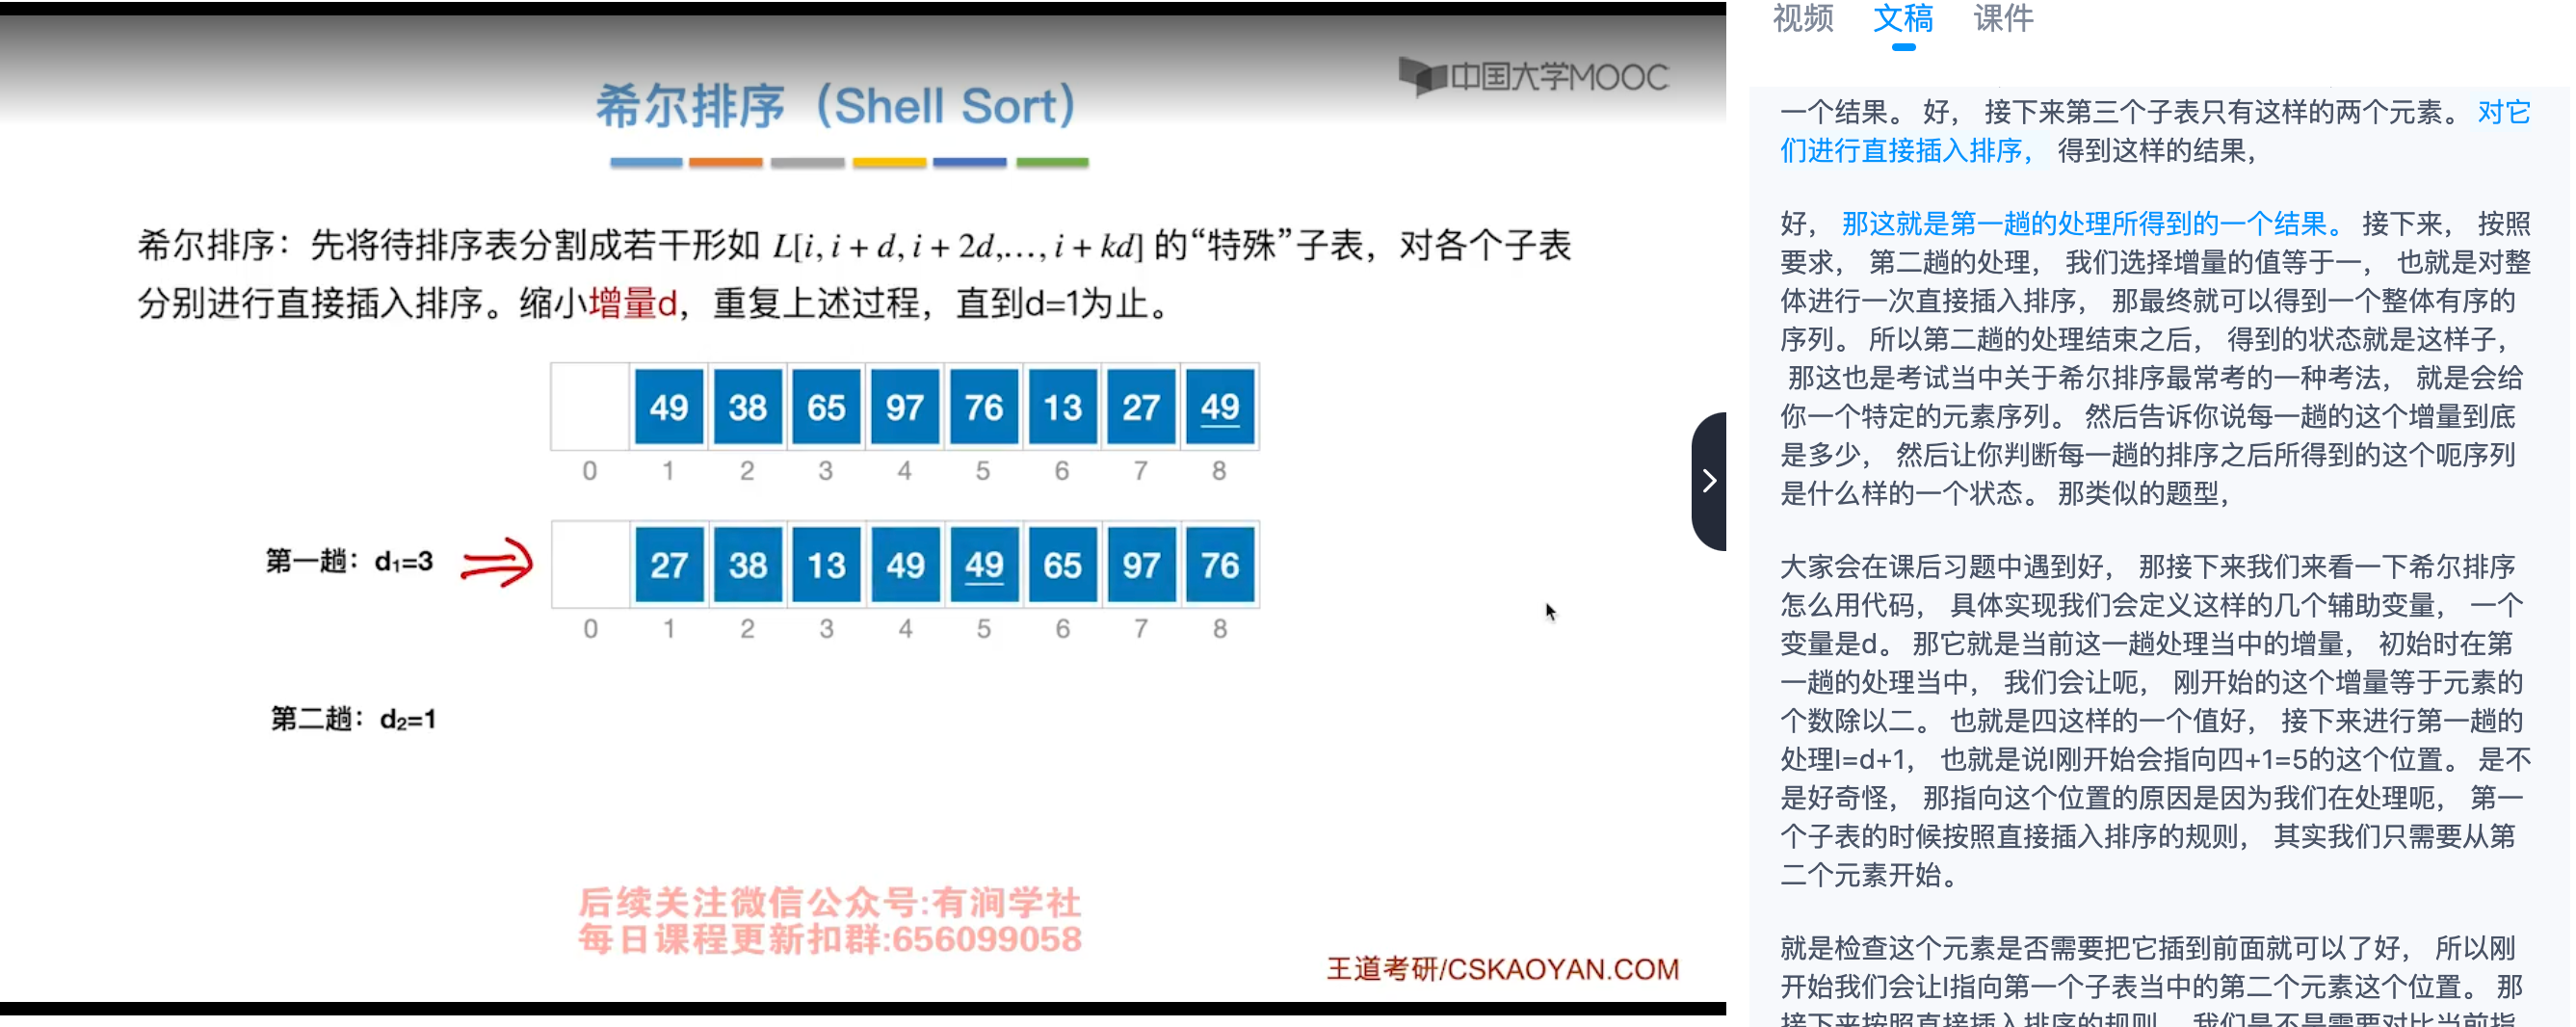 中国大学MOOC
希尔排序（Shell Sort）
希尔排序：先将待排序表分割成若干形如 L[i, i + d, i + 2d,…, i + kd] 的“特殊”子表，对各个子表
分别进行直接插入排序。缩小增量d，重复上述过程，直到d=1为止。
49 38 65 97 76 13 27 49
0 1 2 3 4 5 6 7 8
第一趟：d₁=3
27 38 13 49 49 65 97 76
0 1 2 3 4 5 6 7 8
第二趟：d₂=1
后续关注微信公众号:有涧学社
每日课程更新扣群:656099058
王道考研/CSKAOYAN.COM
视频 文稿 课件
一个结果。 好， 接下来第三个子表只有这样的两个元素。 对它
们进行直接插入排序， 得到这样的结果，
好， 那这就是第一趟的处理所得到的一个结果。 接下来， 按照
要求， 第二趟的处理， 我们选择增量的值等于一， 也就是对整
体进行一次直接插入排序， 那最终就可以得到一个整体有序的
序列。 所以第二趟的处理结束之后， 得到的状态就是这样子，
那这也是考试当中关于希尔排序最常考的一种考法， 就是会给
你一个特定的元素序列。 然后告诉你说每一趟的这个增量到底
是多少， 然后让你判断每一趟的排序之后所得到的这个呃序列
是什么样的一个状态。 那类似的题型，
大家会在课后习题中遇到好， 那接下来我们来看一下希尔排序
怎么用代码， 具体实现我们会定义这样的几个辅助变量， 一个
变量是d。 那它就是当前这一趟处理当中的增量， 初始时在第
一趟的处理当中， 我们会让呃， 刚开始的这个增量等于元素的
个数除以二。 也就是四这样的一个值好， 接下来进行第一趟的
处理I=d+1， 也就是说I刚开始会指向四+1=5的这个位置。 是不
是好奇怪， 那指向这个位置的原因是因为我们在处理呃， 第一
个子表的时候按照直接插入排序的规则， 其实我们只需要从第
二个元素开始。
就是检查这个元素是否需要把它插到前面就可以了好， 所以刚
开始我们会让I指向第一个子表当中的第二个元素这个位置。 那
接下来按照直接插入排序的规则， 我们是不是需要对比当前指